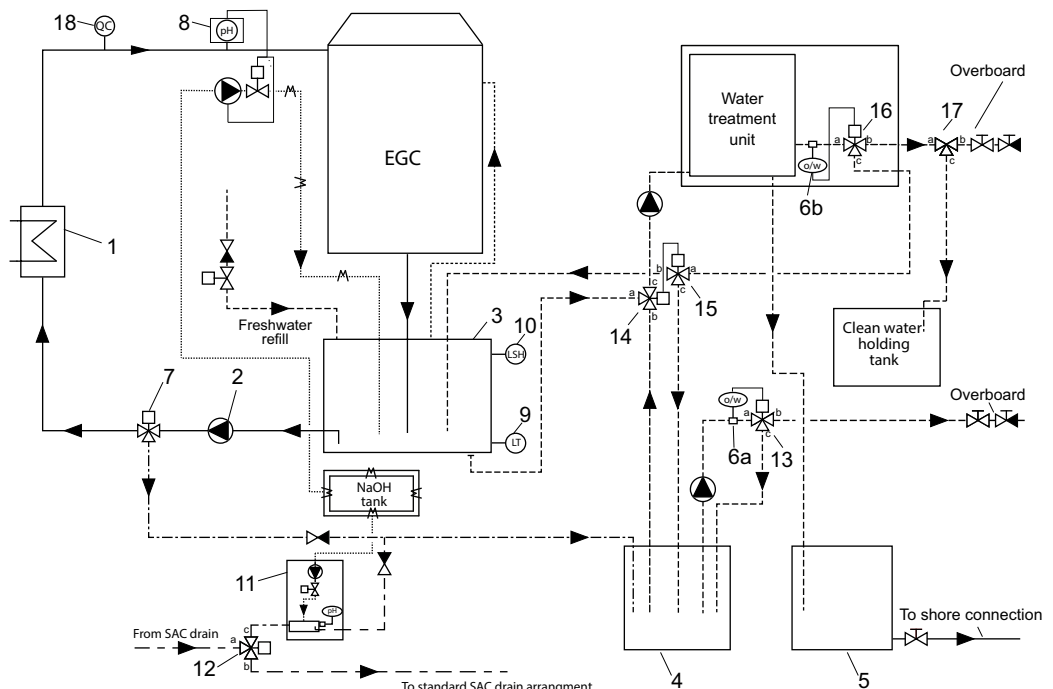 18
QC
8
pH
Overboard
16
17
Water
treatment
unit
a
b
c
a
b
c
EGC
o/w
6b
1
b
c
a
c
a
b
15
14
3
10
LSH
Freshwater
refill
Clean water
holding
tank
7
2
9
LT
o/w
a
b
c
6a
13
Overboard
NaOH
tank
11
pH
From SAC drain
c
a
b
12
To shore connection
4
5
To standard SAC drain arrangment